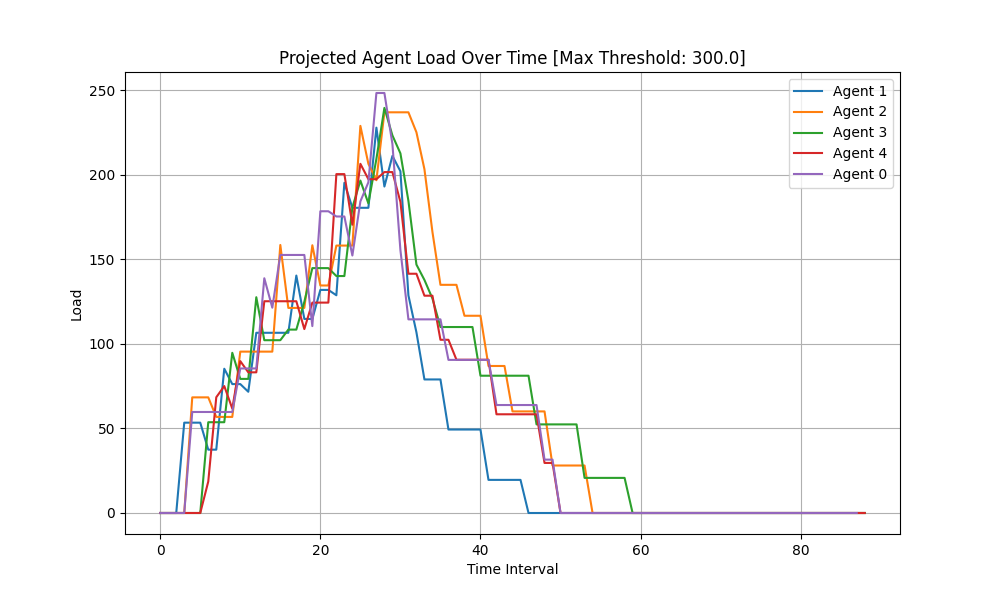 Projected Agent Load Over Time [Max Threshold: 300.0]
Agent 1
Agent 2
Agent 3
Agent 4
Agent 0
Load
250
200
150
100
50
0
0 20 40 60 80
Time Interval